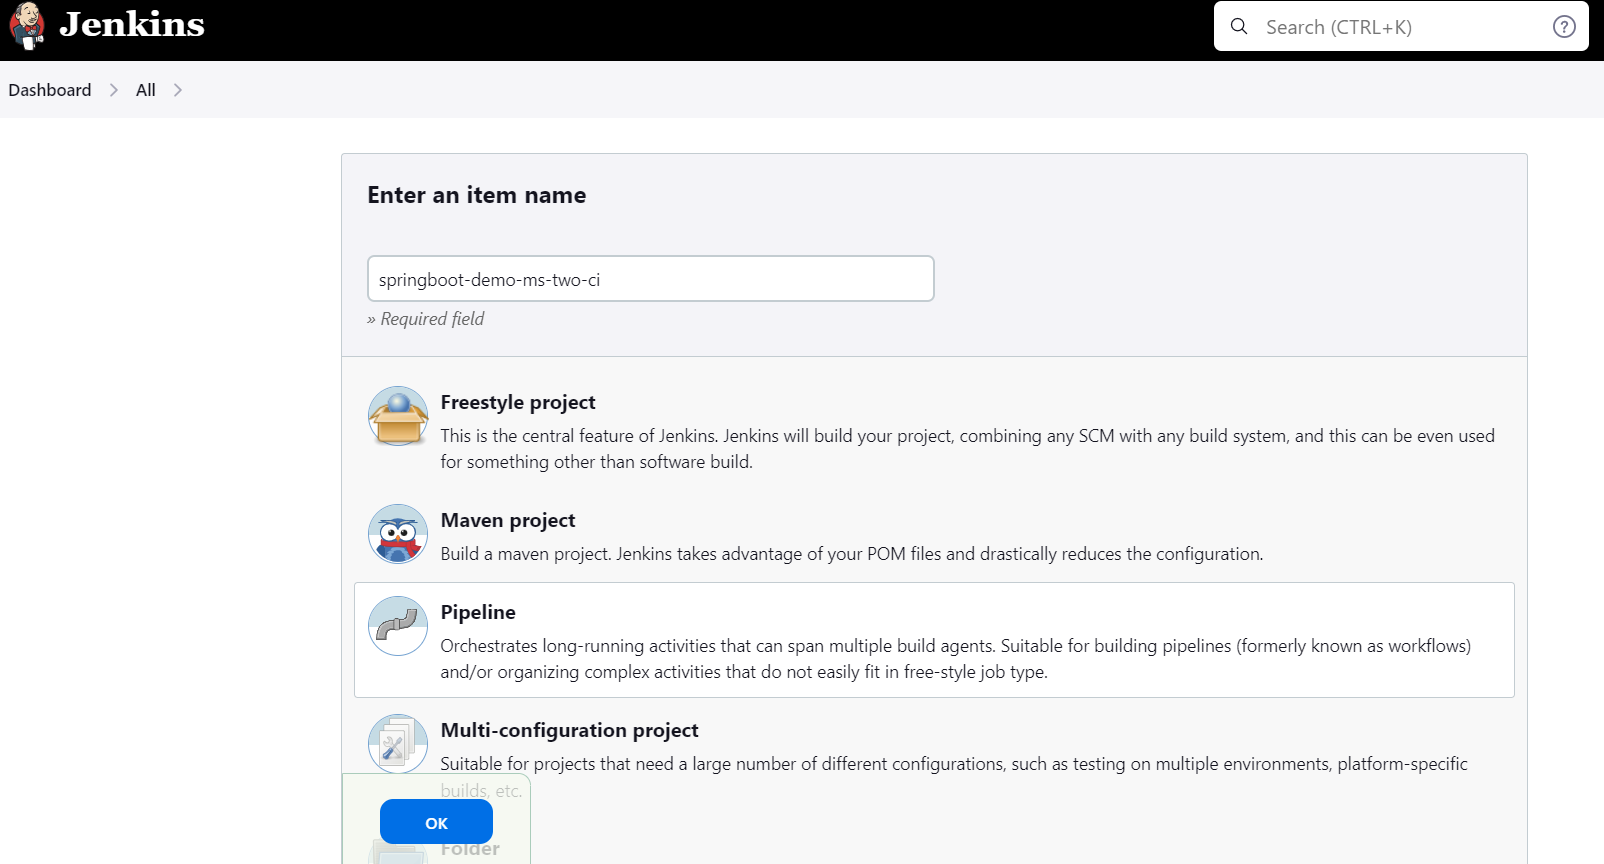 Jenkins
Search (CTRL+K)
Dashboard
All
Enter an item name
springboot-demo-ms-two-ci
» Required field
Freestyle project
This is the central feature of Jenkins. Jenkins will build your project, combining any SCM with any build system, and this can be even used
for something other than software build.
Maven project
Build a maven project. Jenkins takes advantage of your POM files and drastically reduces the configuration.
Pipeline
Orchestrates long-running activities that can span multiple build agents. Suitable for building pipelines (formerly known as workflows)
and/or organizing complex activities that do not easily fit in free-style job type.
Multi-configuration project
Suitable for projects that need a large number of different configurations, such as testing on multiple environments, platform-specific
builds, etc.
OK
Folder